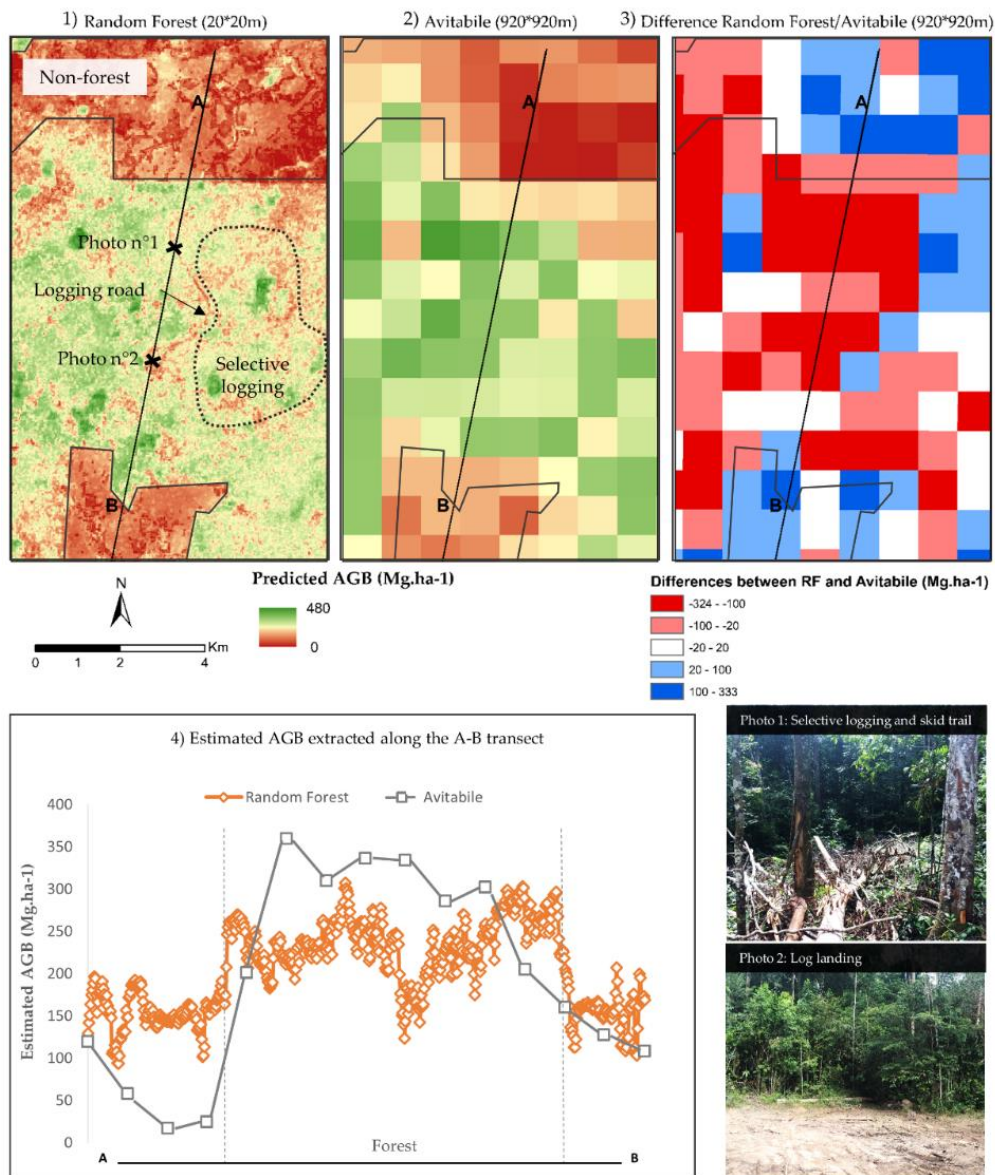 1) Random Forest (20*20m)
2) Avitabile (920*920m)
3) Difference Random Forest/Avitabile (920*920m)
Non-forest
A
A
A
Photo n°1
Logging road
Photo n°2
Selective
logging
B
B
B
N
Km
0 1 2 4
Predicted AGB (Mg.ha-1)
480
0
Differences between RF and Avitabile (Mg.ha-1)
-324 - -100
-100 - -20
-20 - 20
20 - 100
100 - 333
4) Estimated AGB extracted along the A-B transect
Random Forest
Avitabile
Estimated AGB (Mg.ha-1)
400
350
300
250
200
150
100
50
0
Forest
A
B
Photo 1: Selective logging and skid trail
Photo 2: Log landing